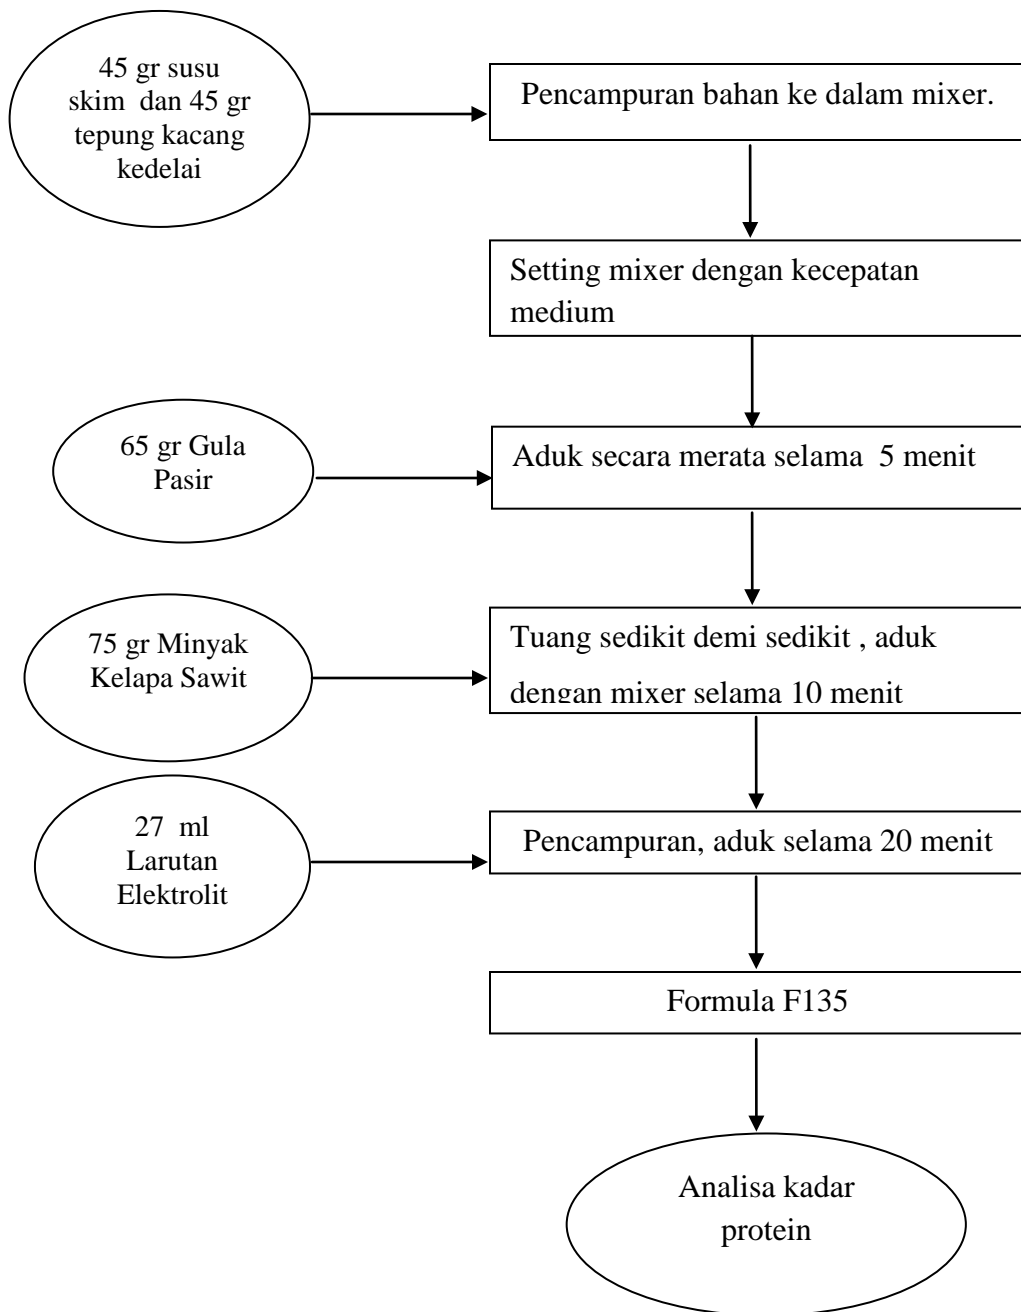 45 gr susu
skim dan 45 gr
tepung kacang
kedelai
Pencampuran bahan ke dalam mixer.
Setting mixer dengan kecepatan
medium
65 gr Gula
Pasir
Aduk secara merata selama 5 menit
75 gr Minyak
Kelapa Sawit
Tuang sedikit demi sedikit , aduk
dengan mixer selama 10 menit
27 ml
Larutan
Elektrolit
Pencampuran, aduk selama 20 menit
Formula F135
Analisa kadar
protein